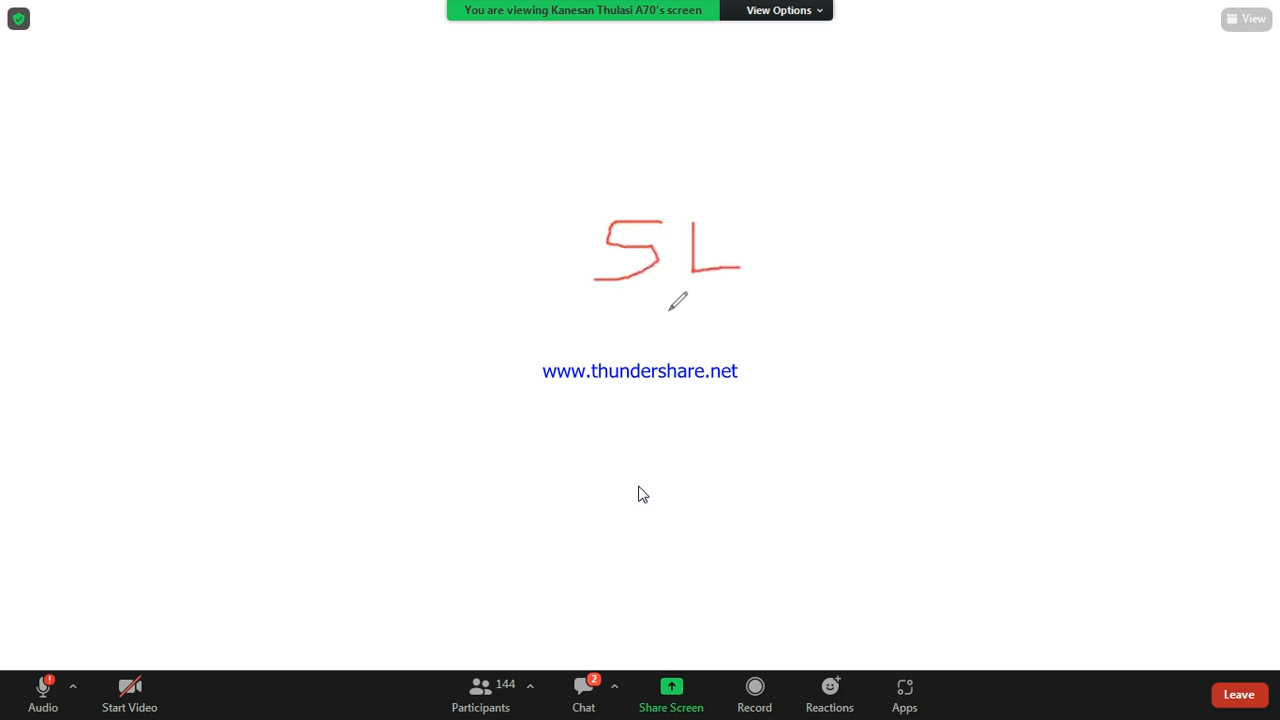 You are viewing Kanesan Thulasi A70's screen View Options
View
5 L
www.thundershare.net
144
2
Audio Start Video Participants Chat Share Screen Record Reactions Apps Leave